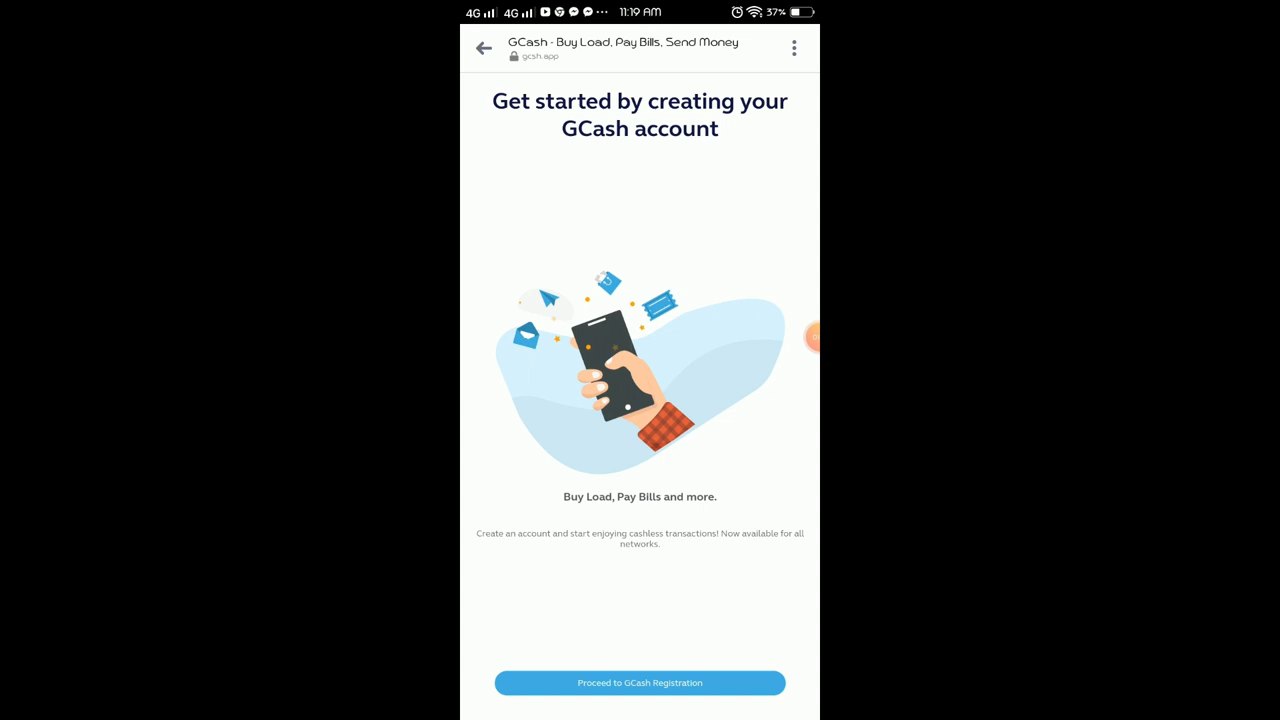 4G 4G 11:19 AM 37%
GCash - Buy Load, Pay Bills, Send Money
gcsh.app
Get started by creating your
GCash account
Buy Load, Pay Bills and more.
Create an account and start enjoying cashless transactions! Now available for all
networks.
Proceed to GCash Registration